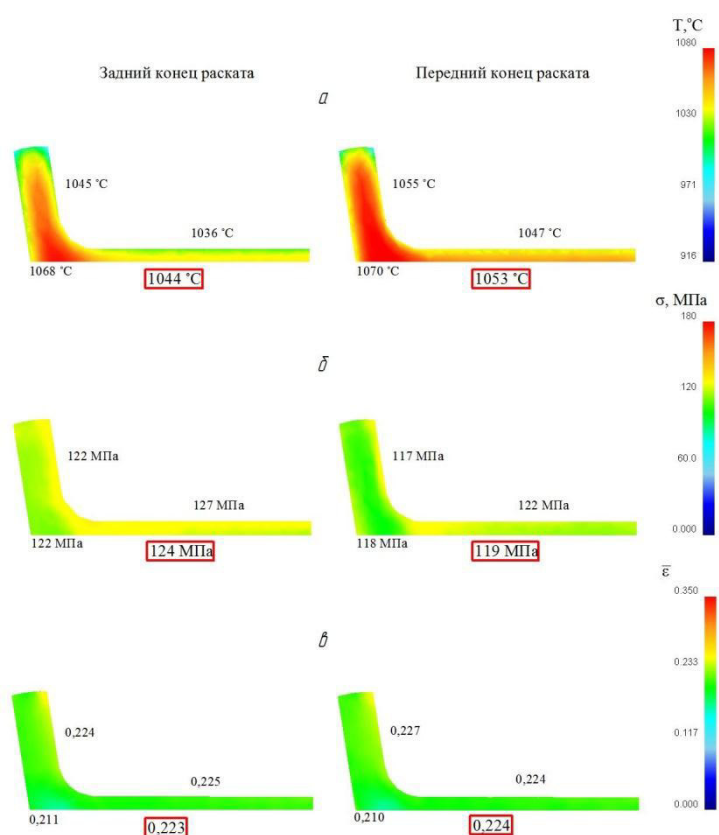 T,˚C
1080
Задний конец раската
Передний конец раската
а
1030
1045 ˚C
1055 ˚C
971
1036 ˚C
1047 ˚C
916
1068 ˚C
1044 ˚C
1070 ˚C
1053 ˚C
σ, МПа
180
б
120
122 МПа
117 МПа
60.0
127 МПа
122 МПа
0.000
122 МПа
124 МПа
118 МПа
119 МПа
ε̅
0.350
в
0.233
0,224
0,227
0.117
0,225
0,224
0.000
0,211
0,223
0,210
0,224